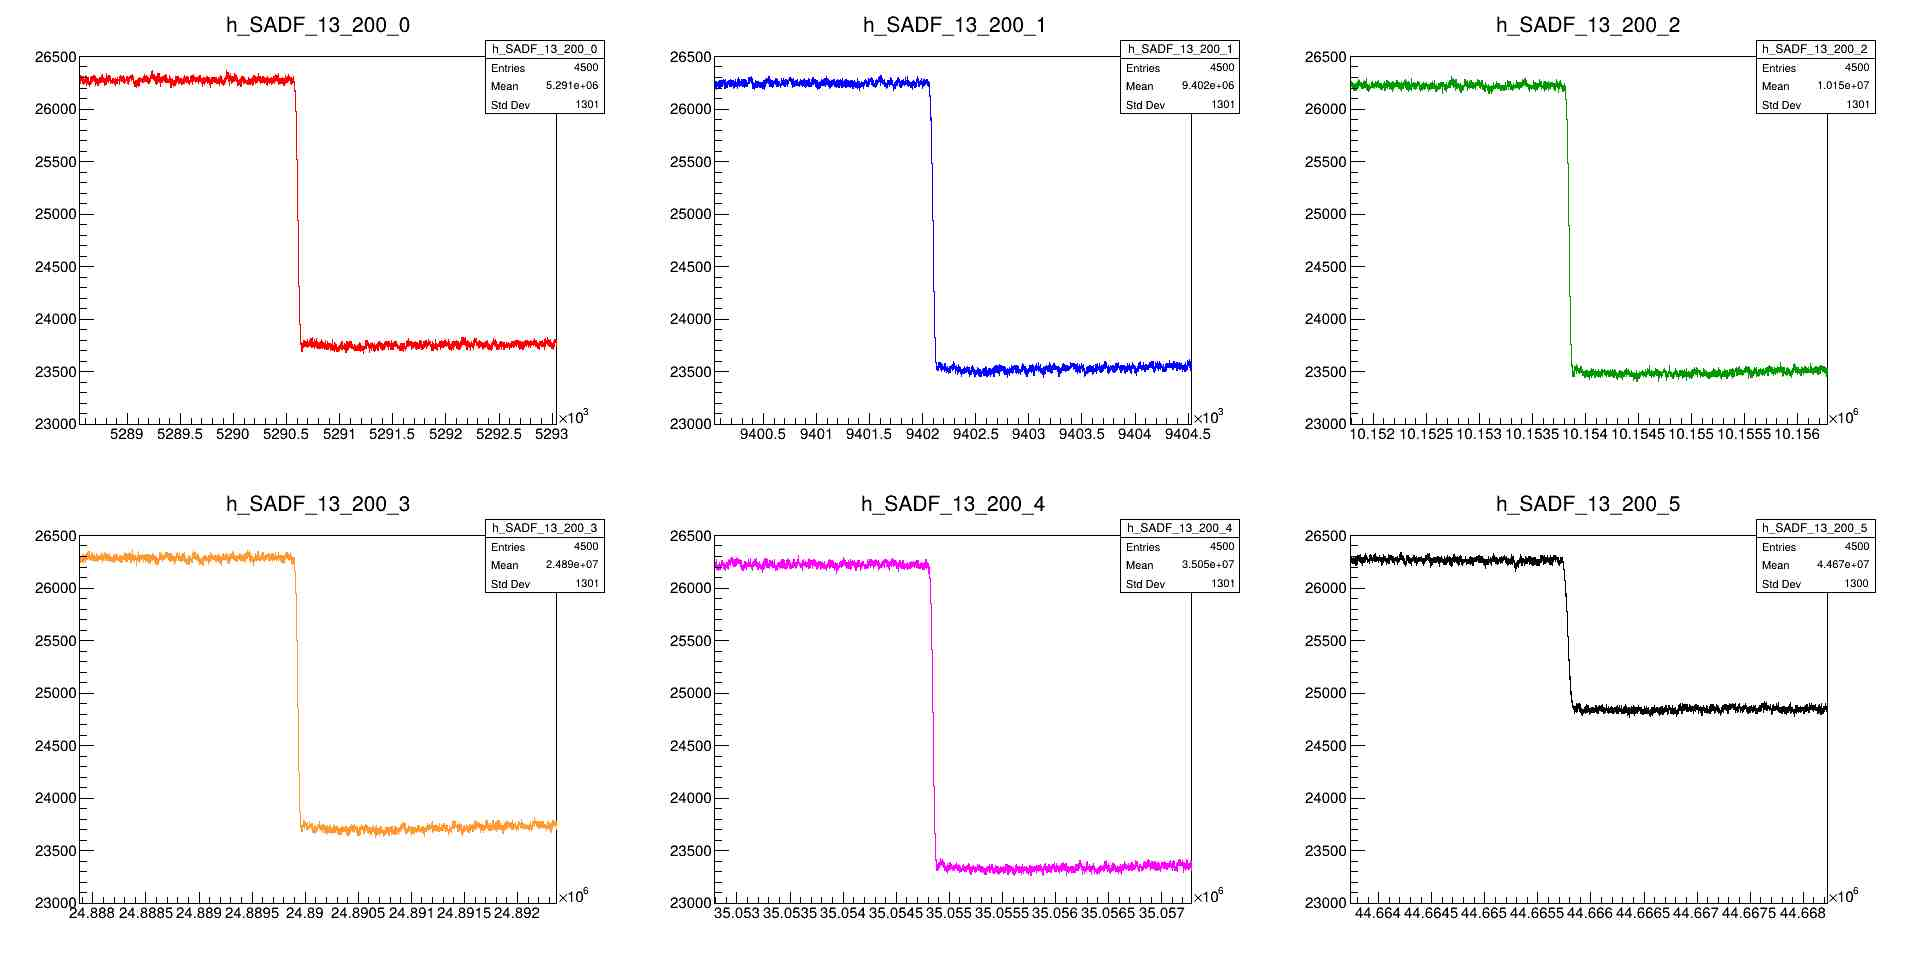 h_SADF_13_200_0
h_SADF_13_200_0
Entries 4500
Mean 5.291e+06
Std Dev 1301
26500
26000
25500
25000
24500
24000
23500
23000
5289 5289.5 5290 5290.5 5291 5291.5 5292 5292.5 5293
×10³
h_SADF_13_200_1
h_SADF_13_200_1
Entries 4500
Mean 9.402e+06
Std Dev 1301
26500
26000
25500
25000
24500
24000
23500
23000
9400.5 9401 9401.5 9402 9402.5 9403 9403.5 9404 9404.5
×10³
h_SADF_13_200_2
h_SADF_13_200_2
Entries 4500
Mean 1.015e+07
Std Dev 1301
26500
26000
25500
25000
24500
24000
23500
23000
10.152 10.1525 10.153 10.1535 10.154 10.1545 10.155 10.1555 10.156
×10⁶
h_SADF_13_200_3
h_SADF_13_200_3
Entries 4500
Mean 2.489e+07
Std Dev 1301
26500
26000
25500
25000
24500
24000
23500
23000
24.888 24.8885 24.889 24.8895 24.89 24.8905 24.891 24.8915 24.892
×10⁶
h_SADF_13_200_4
h_SADF_13_200_4
Entries 4500
Mean 3.505e+07
Std Dev 1301
26500
26000
25500
25000
24500
24000
23500
23000
35.053 35.0535 35.054 35.0545 35.055 35.0555 35.056 35.0565 35.057
×10⁶
h_SADF_13_200_5
h_SADF_13_200_5
Entries 4500
Mean 4.467e+07
Std Dev 1300
26500
26000
25500
25000
24500
24000
23500
23000
44.664 44.6645 44.665 44.6655 44.666 44.6665 44.667 44.6675 44.668
×10⁶